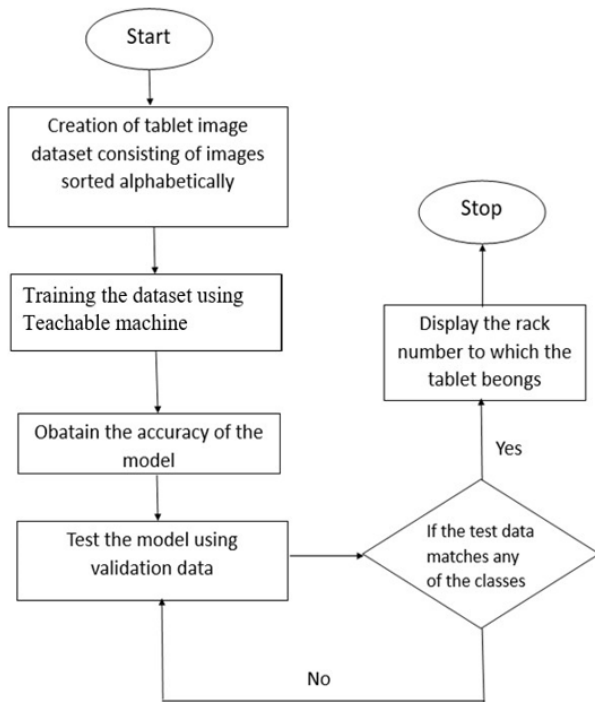 Start
Creation of tablet image
dataset consisting of images
sorted alphabetically
Training the dataset using
Teachable machine
Obatain the accuracy of the
model
Test the model using
validation data
If the test data
matches any
of the classes
Yes
No
Display the rack
number to which the
tablet beongs
Stop